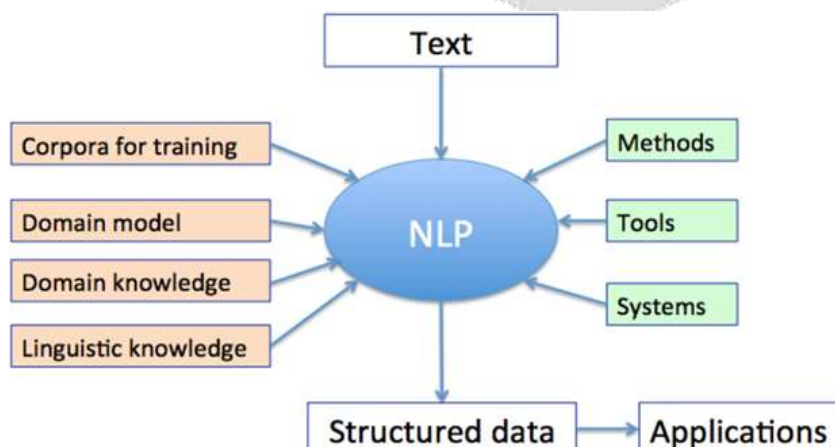 Text
Corpora for training
Domain model
Domain knowledge
Linguistic knowledge
NLP
Methods
Tools
Systems
Structured data
Applications